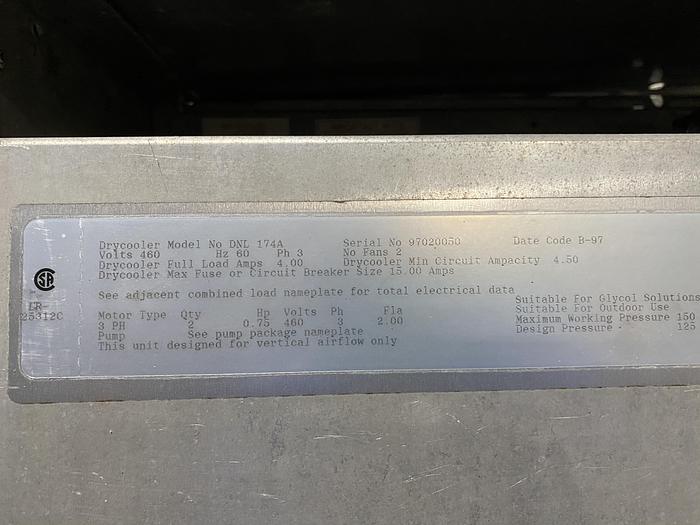 Drycooler Model No DNL 174A Serial No 97020050 Date Code B-97
Volts 460 Hz 60 Ph 3 No Fans 2
Drycooler Full Load Amps 4.00 Drycooler Min Circuit Ampacity 4.50
Drycooler Max Fuse or Circuit Breaker Size 15.00 Amps
See adjacent combined load nameplate for total electrical data
Suitable For Glycol Solution
Suitable For Outdoor Use
Maximum Working Pressure 150
Design Pressure - 125
LR-
25312C
Motor Type Qty Hp Volts Ph Fla
3 PH 2 0.75 460 3 2.00
Pump See pump package nameplate
This unit designed for vertical airflow only